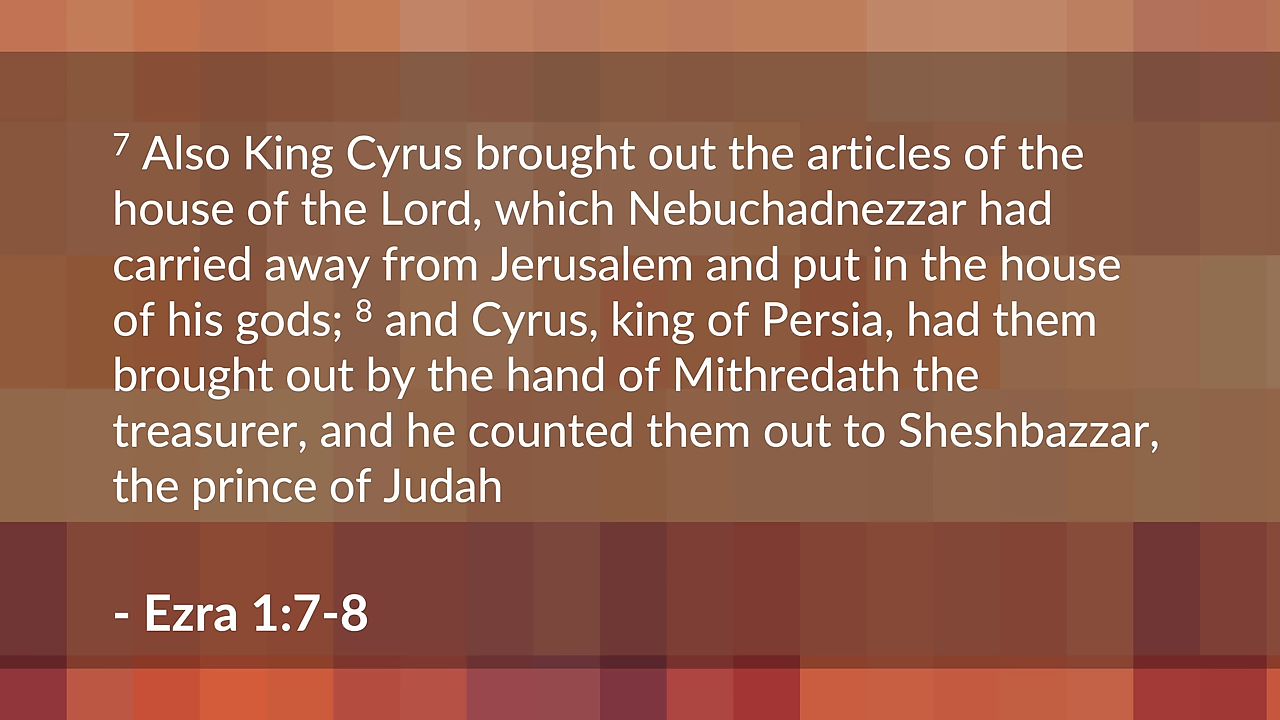 7 Also King Cyrus brought out the articles of the
house of the Lord, which Nebuchadnezzar had
carried away from Jerusalem and put in the house
of his gods; 8 and Cyrus, king of Persia, had them
brought out by the hand of Mithredath the
treasurer, and he counted them out to Sheshbazzar,
the prince of Judah
- Ezra 1:7-8